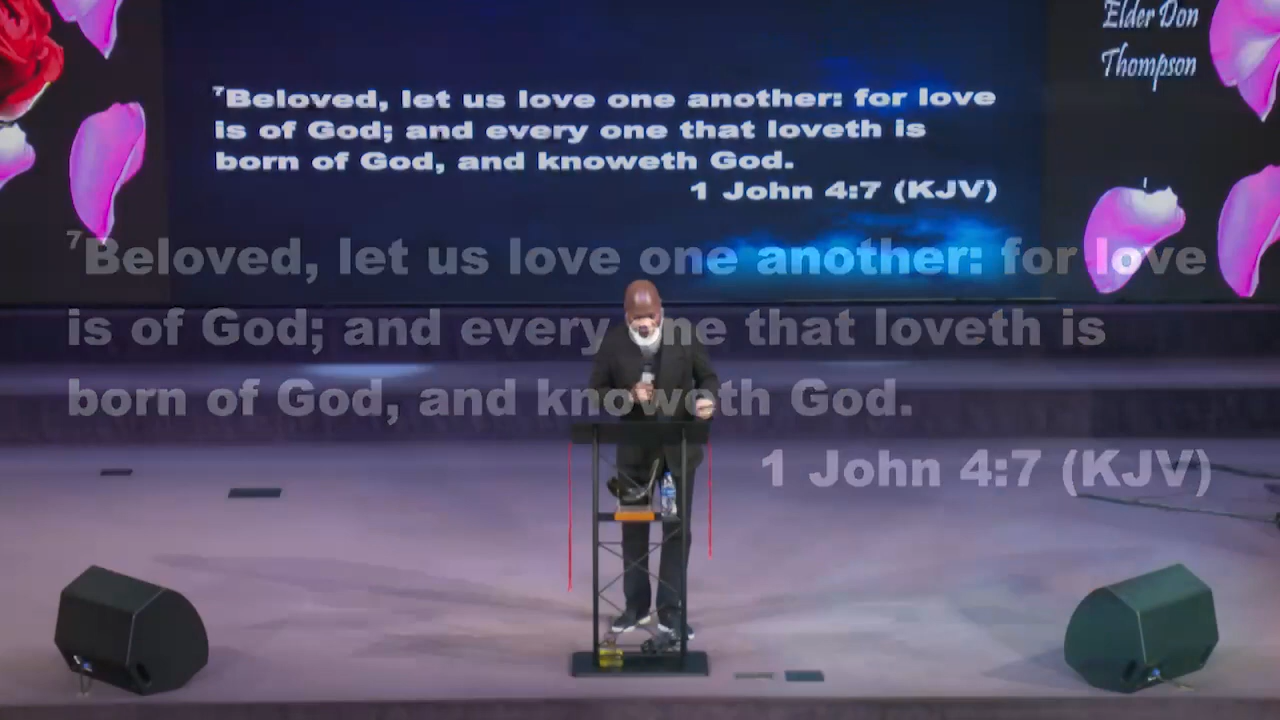 Elder Don
Thompson
⁷Beloved, let us love one another: for love
is of God; and every one that loveth is
born of God, and knoweth God.
1 John 4:7 (KJV)
⁷Beloved, let us love one another: for love
is of God; and every one that loveth is
born of God, and knoweth God.
1 John 4:7 (KJV)